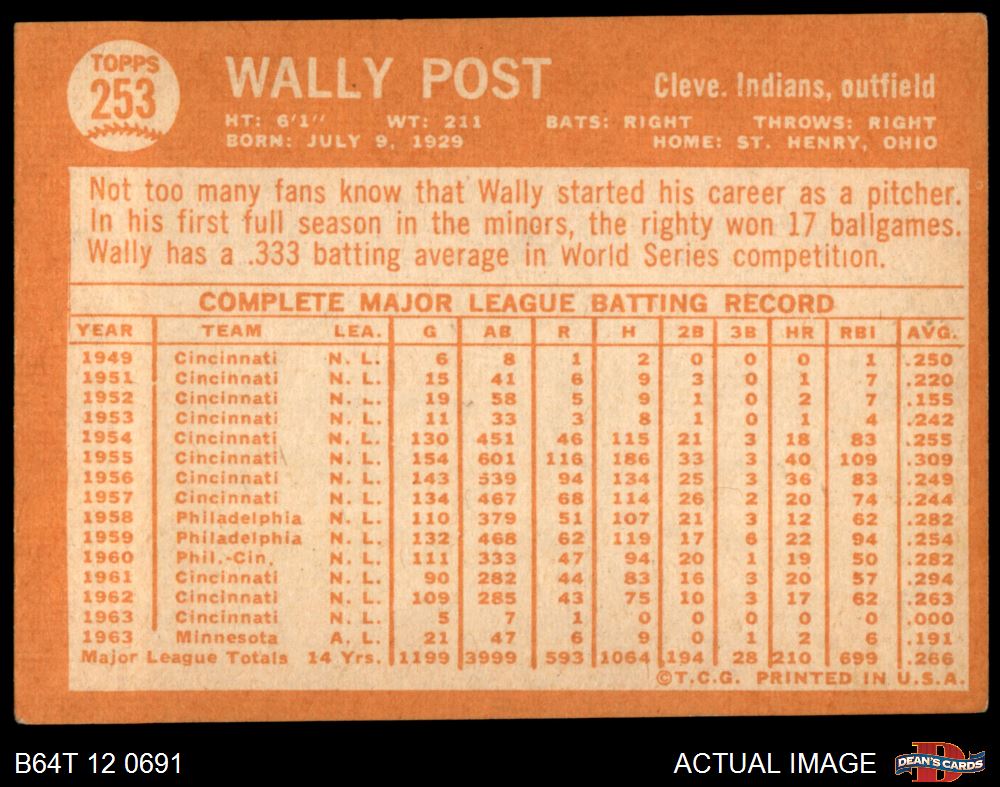 TOPPS
253
WALLY POST
Cleve. Indians, outfield
HT: 6'1" WT: 211 BATS: RIGHT THROWS: RIGHT
BORN: JULY 9, 1929 HOME: ST. HENRY, OHIO
Not too many fans know that Wally started his career as a pitcher.
In his first full season in the minors, the righty won 17 ballgames.
Wally has a .333 batting average in World Series competition.
COMPLETE MAJOR LEAGUE BATTING RECORD
YEAR TEAM LEA. G AB R H 2B 3B HR RBI AVG.
1949 Cincinnati N. L. 6 8 1 2 0 0 0 1 .250
1951 Cincinnati N. L. 15 41 6 9 3 0 1 7 .220
1952 Cincinnati N. L. 19 58 5 9 1 0 2 7 .155
1953 Cincinnati N. L. 11 33 3 8 1 0 1 4 .242
1954 Cincinnati N. L. 130 451 46 115 21 3 18 83 .255
1955 Cincinnati N. L. 154 601 116 186 33 3 40 109 .309
1956 Cincinnati N. L. 143 539 94 134 25 3 36 83 .249
1957 Cincinnati N. L. 134 467 68 114 26 2 20 74 .244
1958 Philadelphia N. L. 110 379 51 107 21 3 12 62 .282
1959 Philadelphia N. L. 132 468 62 119 17 6 22 94 .254
1960 Phil.-Cin. N. L. 111 333 47 94 20 1 19 50 .282
1961 Cincinnati N. L. 90 282 44 83 16 3 20 57 .294
1962 Cincinnati N. L. 109 285 43 75 10 3 17 62 .263
1963 Cincinnati N. L. 5 7 1 0 0 0 0 0 .000
1963 Minnesota A. L. 21 47 6 9 0 1 2 6 .191
Major League Totals 14 Yrs. 1199 3999 593 1064 194 28 210 699 .266
©T.C.G. PRINTED IN U.S.A.
B64T 12 0691
ACTUAL IMAGE
D
DEAN'S CARDS